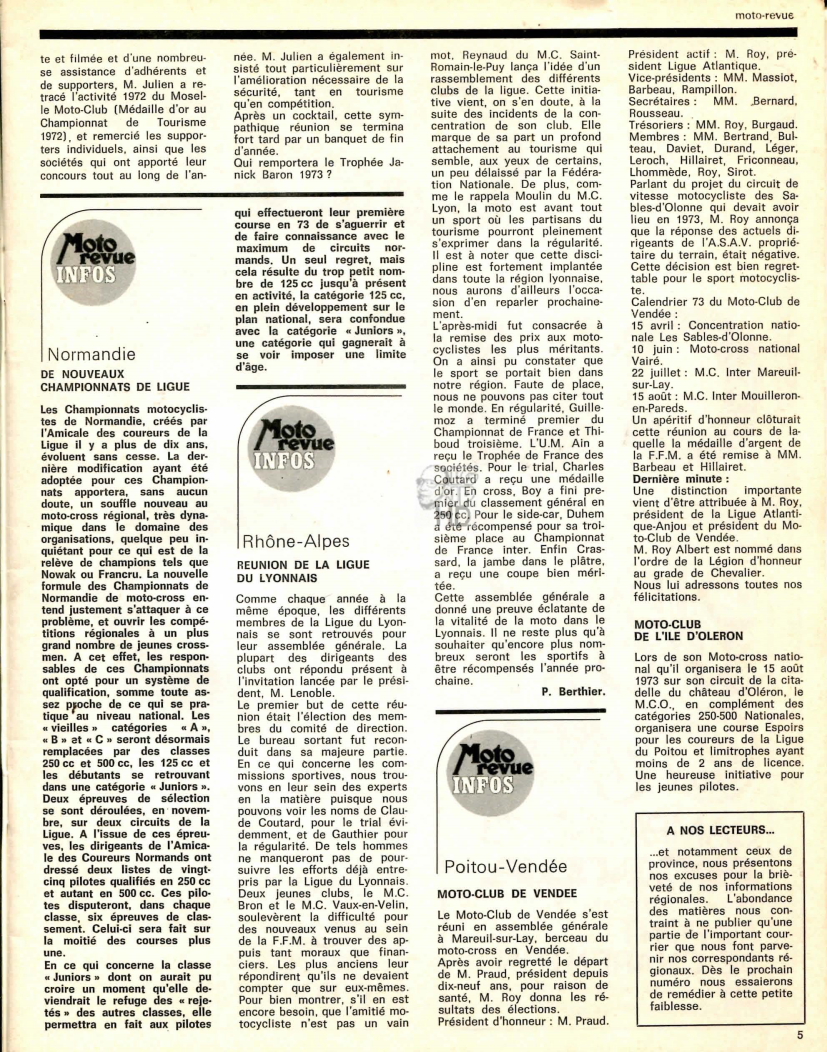 moto-revue
te et filmée et d'une nombreu-
se assistance d'adhérents et
de supporters, M. Julien a re-
tracé l'activité 1972 du Mosel-
le Moto-Club (Médaille d'or au
Championnat de Tourisme
1972), et remercié les suppor-
ters individuels, ainsi que les
sociétés qui ont apporté leur
concours tout au long de l'an-
née. M. Julien a également in-
sisté tout particulièrement sur
l'amélioration nécessaire de la
sécurité, tant en tourisme
qu'en compétition.
Après un cocktail, cette sym-
pathique réunion se termina
fort tard par un banquet de fin
d'année.
Qui remportera le Trophée Ja-
nick Baron 1973 ?
Moto
revue
INFOS
Normandie
DE NOUVEAUX
CHAMPIONNATS DE LIGUE
Les Championnats motocyclis-
tes de Normandie, créés par
l'Amicale des coureurs de la
Ligue il y a plus de dix ans,
évoluent sans cesse. La der-
nière modification ayant été
adoptée pour ces Champion-
nats apportera, sans aucun
doute, un souffle nouveau au
moto-cross régional, très dyna-
mique dans le domaine des
organisations, quelque peu in-
quiétant pour ce qui est de la
relève de champions tels que
Nowak ou Francru. La nouvelle
formule des Championnats de
Normandie de moto-cross en-
tend justement s'attaquer à ce
problème, et ouvrir les compé-
titions régionales à un plus
grand nombre de jeunes cross-
men. A cet effet, les respon-
sables de ces Championnats
ont opté pour un système de
qualification, somme toute as-
sez proche de ce qui se pra-
tique au niveau national. Les
« vieilles » catégories « A »,
« B » et « C » seront désormais
remplacées par des classes
250 cc et 500 cc, les 125 cc et
les débutants se retrouvant
dans une catégorie « Juniors ».
Deux épreuves de sélection
se sont déroulées, en novem-
bre, sur deux circuits de la
Ligue. A l'issue de ces épreu-
ves, les dirigeants de l'Amica-
le des Coureurs Normands ont
dressé deux listes de vingt-
cinq pilotes qualifiés en 250 cc
et autant en 500 cc. Ces pilo-
tes disputeront, dans chaque
classe, six épreuves de clas-
sement. Celui-ci sera fait sur
la moitié des courses plus
une.
En ce qui concerne la classe
« Juniors » dont on aurait pu
croire un moment qu'elle de-
viendrait le refuge des « reje-
tés » des autres classes, elle
permettra en fait aux pilotes
qui effectueront leur première
course en 73 de s'aguerrir et
de faire connaissance avec le
maximum de circuits nor-
mands. Un seul regret, mais
cela résulte du trop petit nom-
bre de 125 cc jusqu'à présent
en activité, la catégorie 125 cc,
en plein développement sur le
plan national, sera confondue
avec la catégorie « Juniors »,
une catégorie qui gagnerait à
se voir imposer une limite
d'âge.
Moto
revue
INFOS
Rhône-Alpes
REUNION DE LA LIGUE
DU LYONNAIS
Comme chaque année à la
même époque, les différents
membres de la Ligue du Lyon-
nais se sont retrouvés pour
leur assemblée générale. La
plupart des dirigeants des
clubs ont répondu présent à
l'invitation lancée par le prési-
dent, M. Lenoble.
Le premier but de cette réu-
nion était l'élection des mem-
bres du comité de direction.
Le bureau sortant fut recon-
duit dans sa majeure partie.
En ce qui concerne les com-
missions sportives, nous trou-
vons en leur sein des experts
en la matière puisque nous
pouvons voir les noms de Clau-
de Coutard, pour le trial évi-
demment, et de Gauthier pour
la régularité. De tels hommes
ne manqueront pas de pour-
suivre les efforts déjà entre-
pris par la Ligue du Lyonnais.
Deux jeunes clubs, le M.C.
Bron et le M.C. Vaux-en-Velin,
soulevèrent la difficulté pour
des nouveaux venus au sein
de la F.F.M. à trouver des ap-
puis tant moraux que finan-
ciers. Les plus anciens leur
répondirent qu'ils ne devaient
compter que sur eux-mêmes.
Pour bien montrer, s'il en est
encore besoin, que l'amitié mo-
tocycliste n'est pas un vain
mot, Reynaud du M.C. Saint-
Romain-le-Puy lança l'idée d'un
rassemblement des différents
clubs de la ligue. Cette initia-
tive vient, on s'en doute, à la
suite des incidents de la con-
centration de son club. Elle
marque de sa part un profond
attachement au tourisme qui
semble, aux yeux de certains,
un peu délaissé par la Fédéra-
tion Nationale. De plus, com-
me le rappela Moulin du M.C.
Lyon, la moto est avant tout
un sport où les partisans du
tourisme pourront pleinement
s'exprimer dans la régularité.
Il est à noter que cette disci-
pline est fortement implantée
dans toute la région lyonnaise,
nous aurons d'ailleurs l'occa-
sion d'en reparler prochaine-
ment.
L'après-midi fut consacrée à
la remise des prix aux moto-
cyclistes les plus méritants.
On a ainsi pu constater que
le sport se portait bien dans
notre région. Faute de place,
nous ne pouvons pas citer tout
le monde. En régularité, Guille-
moz a terminé premier du
Championnat de France et Thi-
boud troisième. L'U.M. Ain a
reçu le Trophée de France des
sociétés. Pour le trial, Charles
Coutard a reçu une médaille
d'or. En cross, Boy a fini pre-
mier du classement général en
250 cc. Pour le side-car, Duhem
a été récompensé pour sa troi-
sième place au Championnat
de France inter. Enfin Cras-
sard, la jambe dans le plâtre,
a reçu une coupe bien méri-
tée.
Cette assemblée générale a
donné une preuve éclatante de
la vitalité de la moto dans le
Lyonnais. Il ne reste plus qu'à
souhaiter qu'encore plus nom-
breux seront les sportifs à
être récompensés l'année pro-
chaine.
P. Berthier.
Moto
revue
INFOS
Poitou-Vendée
MOTO-CLUB DE VENDEE
Le Moto-Club de Vendée s'est
réuni en assemblée générale
à Mareuil-sur-Lay, berceau du
moto-cross en Vendée.
Après avoir regretté le départ
de M. Praud, président depuis
dix-neuf ans, pour raison de
santé, M. Roy donna les ré-
sultats des élections.
Président d'honneur : M. Praud.
Président actif : M. Roy, pré-
sident Ligue Atlantique.
Vice-présidents : MM. Massiot,
Barbeau, Rampillon.
Secrétaires : MM. Bernard,
Rousseau.
Trésoriers : MM. Roy, Burgaud.
Membres : MM. Bertrand, Bul-
teau, Daviet, Durand, Léger,
Leroch, Hillairet, Friconneau,
Lhommède, Roy, Sirot.
Parlant du projet du circuit de
vitesse motocycliste des Sa-
bles-d'Olonne qui devait avoir
lieu en 1973, M. Roy annonça
que la réponse des actuels di-
rigeants de l'A.S.A.V. proprié-
taire du terrain, était négative.
Cette décision est bien regret-
table pour le sport motocyclis-
te.
Calendrier 73 du Moto-Club de
Vendée :
15 avril : Concentration natio-
nale Les Sables-d'Olonne.
10 juin : Moto-cross national
Vairé.
22 juillet : M.C. Inter Mareuil-
sur-Lay.
15 août : M.C. Inter Mouilleron-
en-Pareds.
Un apéritif d'honneur clôturait
cette réunion au cours de la-
quelle la médaille d'argent de
la F.F.M. a été remise à MM.
Barbeau et Hillairet.
Dernière minute :
Une distinction importante
vient d'être attribuée à M. Roy,
président de la Ligue Atlanti-
que-Anjou et président du Mo-
to-Club de Vendée.
M. Roy Albert est nommé dans
l'ordre de la Légion d'honneur
au grade de Chevalier.
Nous lui adressons toutes nos
félicitations.
MOTO-CLUB
DE L'ILE D'OLERON
Lors de son Moto-cross natio-
nal qu'il organisera le 15 août
1973 sur son circuit de la cita-
delle du château d'Oléron, le
M.C.O., en complément des
catégories 250-500 Nationales,
organisera une course Espoirs
pour les coureurs de la Ligue
du Poitou et limitrophes ayant
moins de 2 ans de licence.
Une heureuse initiative pour
les jeunes pilotes.
A NOS LECTEURS...
...et notamment ceux de
province, nous présentons
nos excuses pour la briè-
veté de nos informations
régionales. L'abondance
des matières nous con-
traint à ne publier qu'une
partie de l'important cour-
rier que nous font parve-
nir nos correspondants ré-
gionaux. Dès le prochain
numéro nous essaierons
de remédier à cette petite
faiblesse.
5